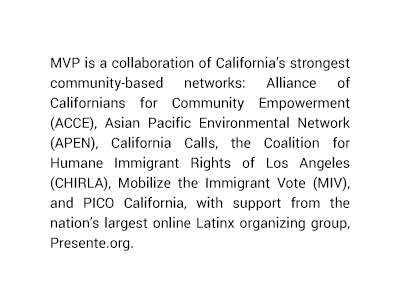 MVP is a collaboration of California's strongest
community-based networks: Alliance of
Californians for Community Empowerment
(ACCE), Asian Pacific Environmental Network
(APEN), California Calls, the Coalition for
Humane Immigrant Rights of Los Angeles
(CHIRLA), Mobilize the Immigrant Vote (MIV),
and PICO California, with support from the
nation's largest online Latinx organizing group,
Presente.org.